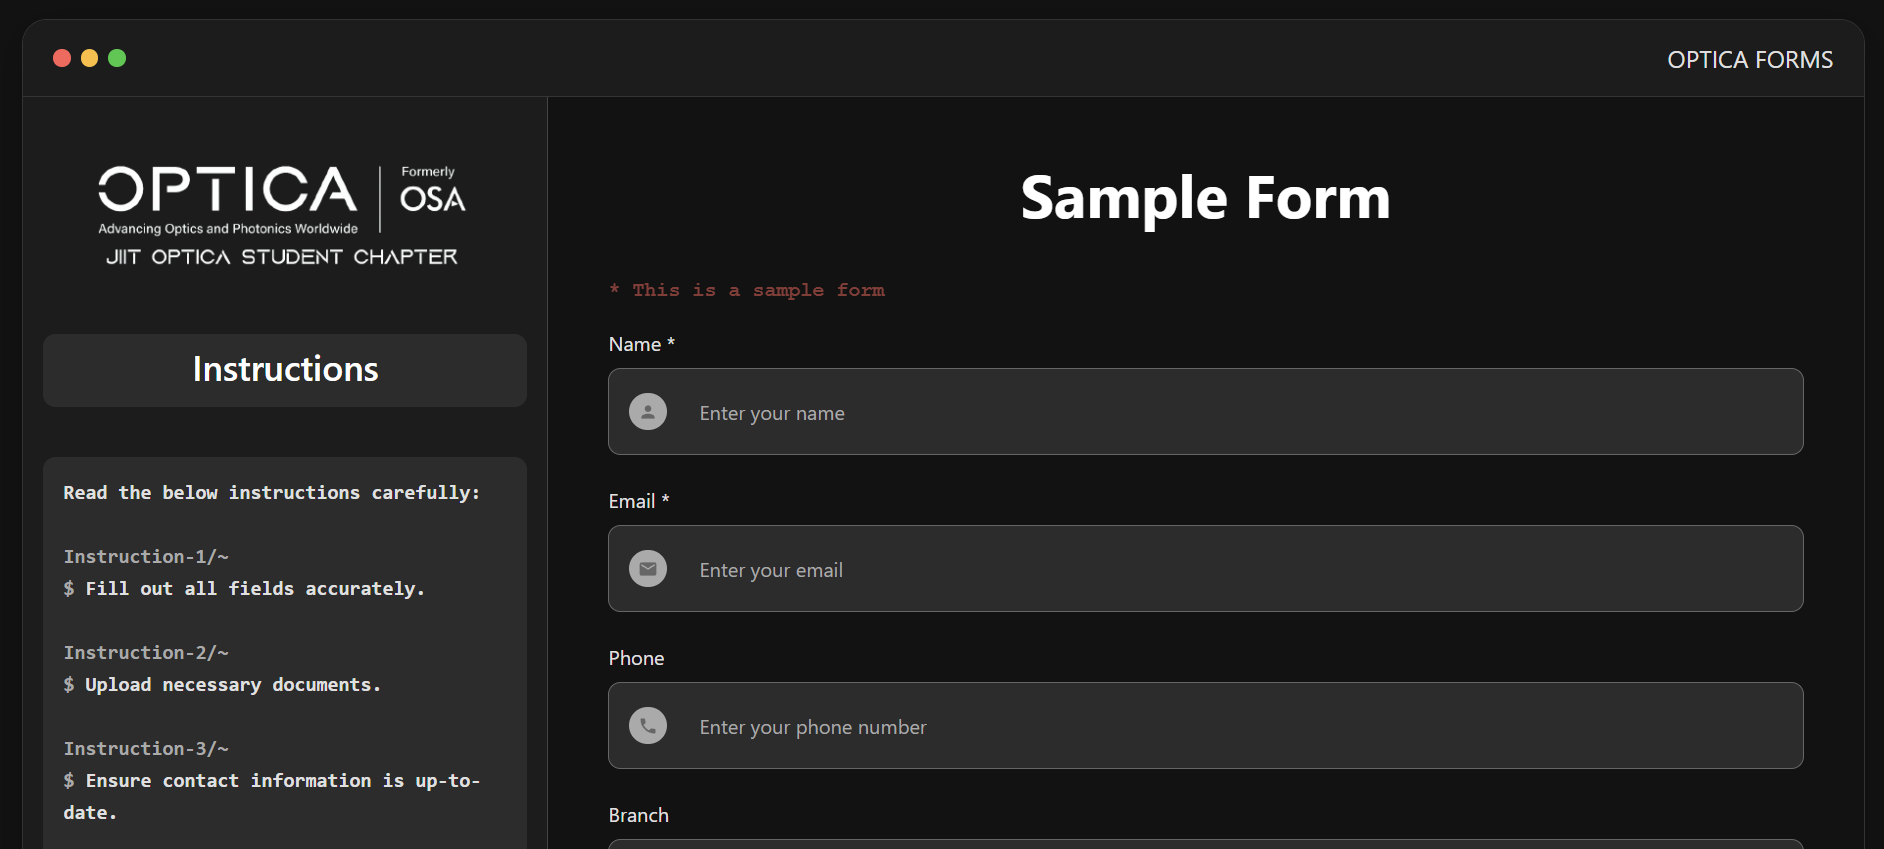 OPTICA FORMS
OPTICA
Formerly
OSA
Advancing Optics and Photonics Worldwide
JIIT OPTICA STUDENT CHAPTER
Instructions
Read the below instructions carefully:
Instruction-1/~
$ Fill out all fields accurately.
Instruction-2/~
$ Upload necessary documents.
Instruction-3/~
$ Ensure contact information is up-to-
date.
Sample Form
* This is a sample form
Name *
Enter your name
Email *
Enter your email
Phone
Enter your phone number
Branch